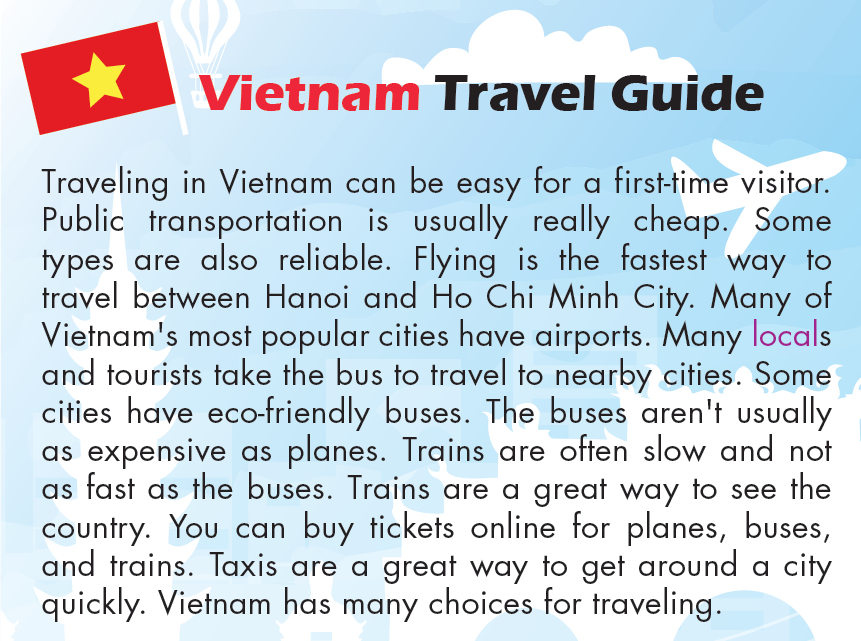 Vietnam Travel Guide
Traveling in Vietnam can be easy for a first-time visitor.
Public transportation is usually really cheap. Some
types are also reliable. Flying is the fastest way to
travel between Hanoi and Ho Chi Minh City. Many of
Vietnam's most popular cities have airports. Many locals
and tourists take the bus to travel to nearby cities. Some
cities have eco-friendly buses. The buses aren't usually
as expensive as planes. Trains are often slow and not
as fast as the buses. Trains are a great way to see the
country. You can buy tickets online for planes, buses,
and trains. Taxis are a great way to get around a city
quickly. Vietnam has many choices for traveling.